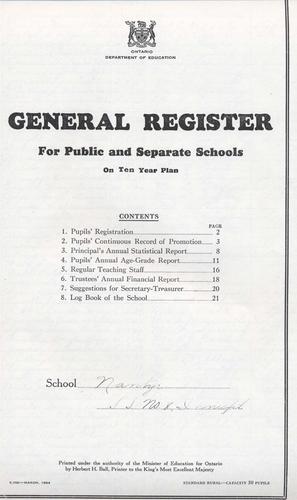 ONTARIO
DEPARTMENT OF EDUCATION
GENERAL REGISTER
For Public and Separate Schools
On Ten Year Plan
CONTENTS
PAGE
1. Pupils' Registration 2
2. Pupils' Continuous Record of Promotion 3
3. Principal's Annual Statistical Report 8
4. Pupils' Annual Age-Grade Report 11
5. Regular Teaching Staff 16
6. Trustees' Annual Financial Report 18
7. Suggestions for Secretary-Treasurer 20
8. Log Book of the School 21
School
S.S. No. 8,
Printed under the authority of the Minister of Education for Ontario
by Herbert H. Ball, Printer to the King's Most Excellent Majesty
STANDARD RURAL—CAPACITY 30 PUPILS